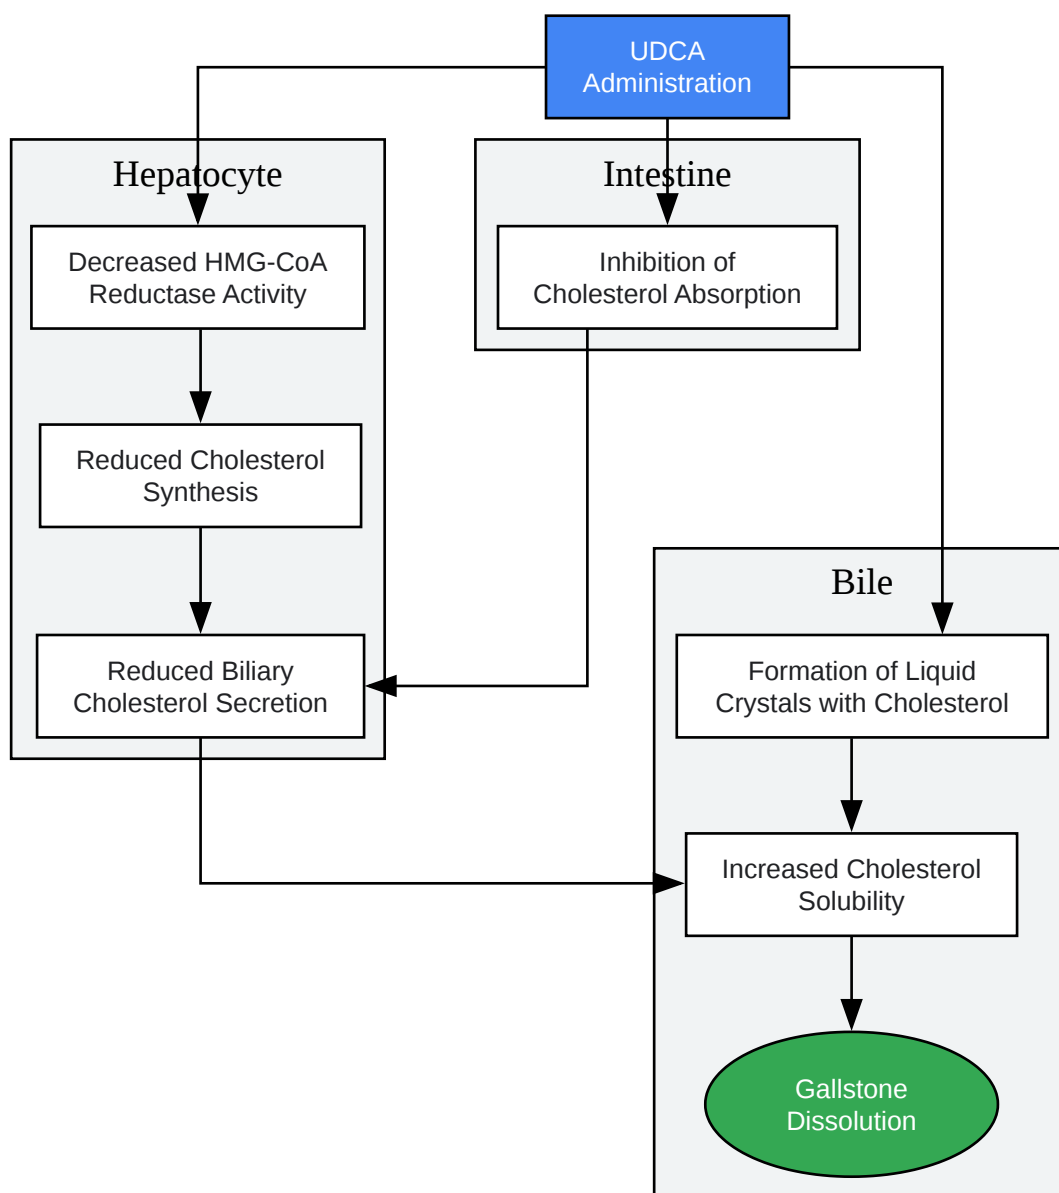 UDCA
Administration
Hepatocyte
Intestine
Decreased HMG-CoA
Reductase Activity
Inhibition of
Cholesterol Absorption
Reduced Cholesterol
Synthesis
Bile
Reduced Biliary
Cholesterol Secretion
Formation of Liquid
Crystals with Cholesterol
Increased Cholesterol
Solubility
Gallstone
Dissolution